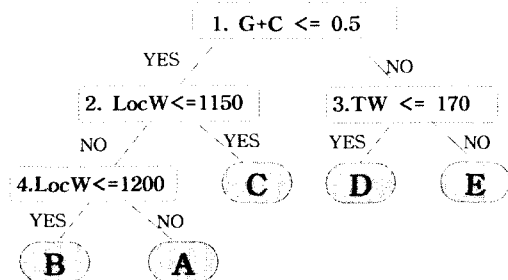 1. G+C <= 0.5
YES NO
2. LocW<=1150 3.TW <= 170
NO YES YES NO
4.LocW<=1200 C D E
YES NO
B A